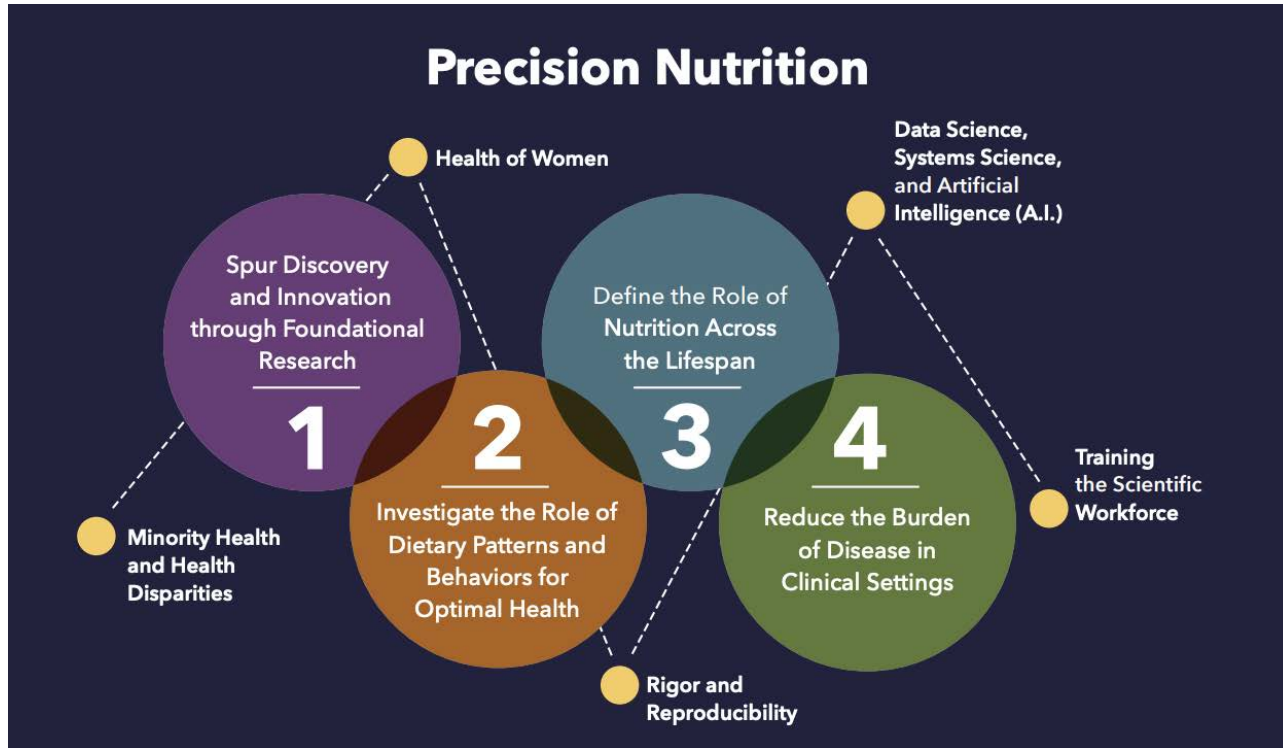 Precision Nutrition
Health of Women
Data Science,
Systems Science,
and Artificial
Intelligence (A.I.)
Spur Discovery
and Innovation
through Foundational
Research
1
2
Investigate the Role of
Dietary Patterns and
Behaviors for
Optimal Health
Define the Role of
Nutrition Across
the Lifespan
3
4
Reduce the Burden
of Disease in
Clinical Settings
Training
the Scientific
Workforce
Minority Health
and Health
Disparities
Rigor and
Reproducibility